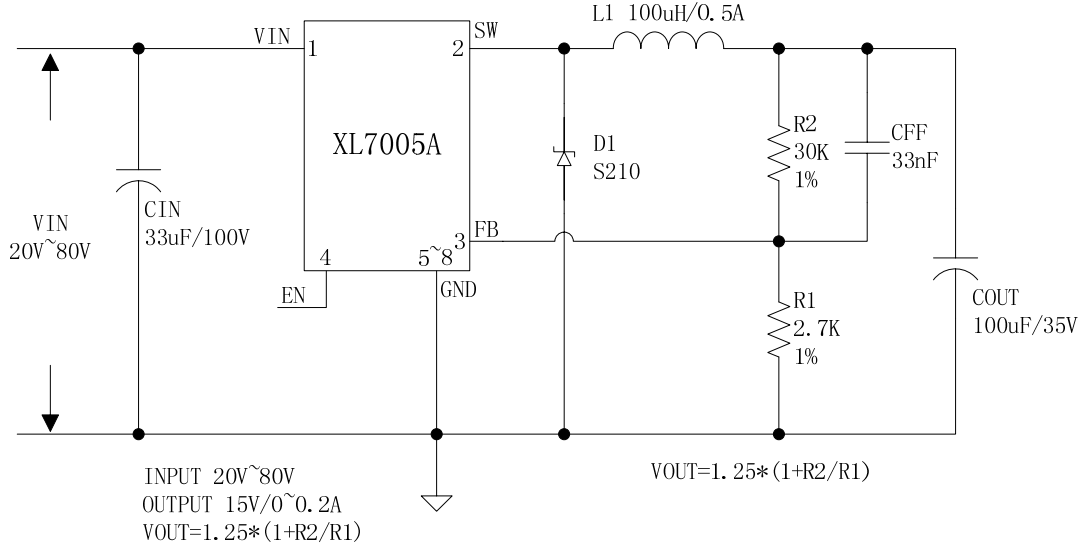 L1 100uH/0.5A
VIN
1
2
SW
XL7005A
D1
S210
R2
30K
1%
CFF
33nF
CIN
33uF/100V
VIN
20V~80V
FB
3
4
5~8
EN
GND
R1
2.7K
1%
COUT
100uF/35V
INPUT 20V~80V
OUTPUT 15V/0~0.2A
VOUT=1.25*(1+R2/R1)
VOUT=1.25*(1+R2/R1)